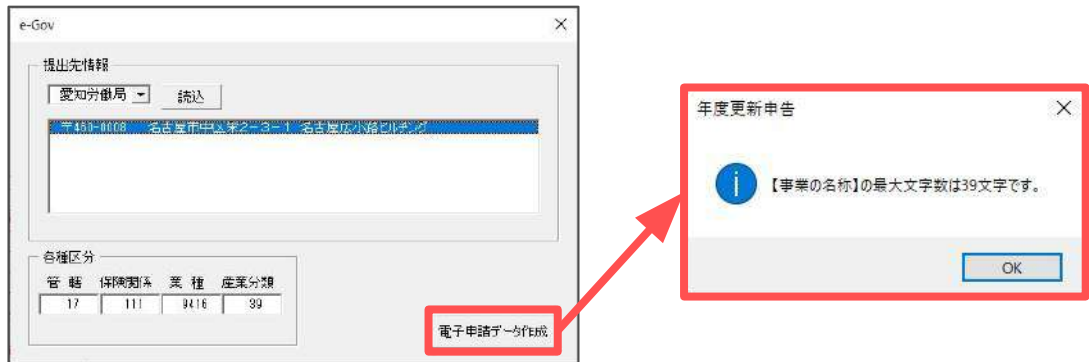 e-Gov
提出先情報
愛知労働局
読込
〒460-0008 名古屋市中区栄2-3-1 名古屋広小路ビルヂング
各種区分
管 轄 保険関係 業 種 産業分類
17 111 9416 39
電子申請データ作成
年度更新申告
【事業の名称】の最大文字数は39文字です。
OK